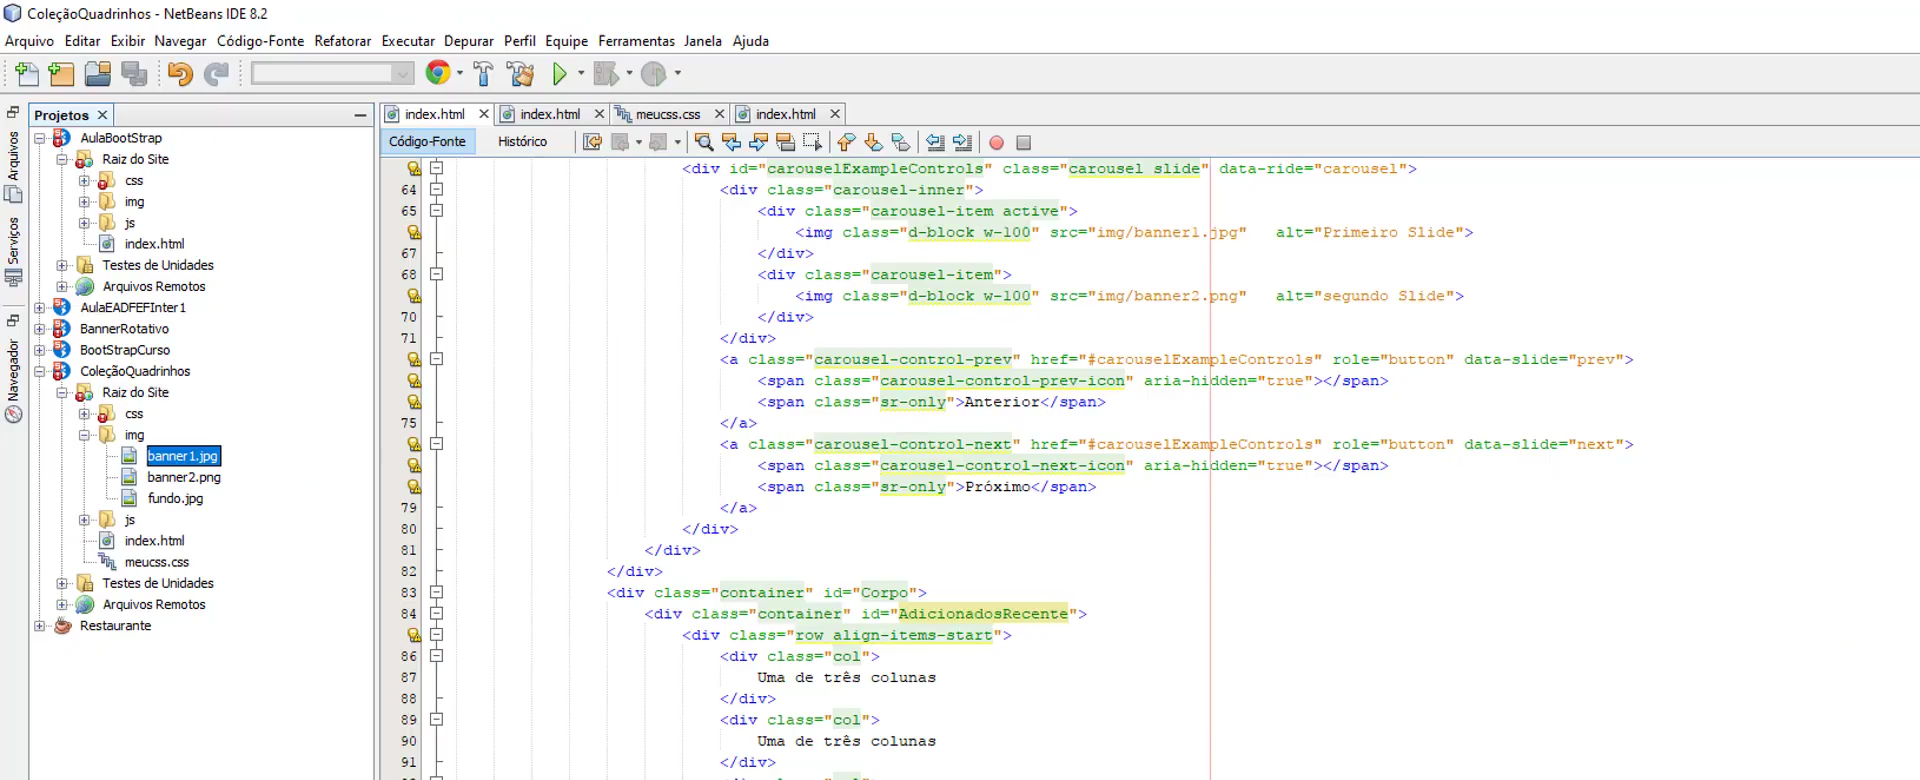 ColeçãoQuadrinhos - NetBeans IDE 8.2
Arquivo Editar Exibir Navegar Código-Fonte Refatorar Executar Depurar Perfil Equipe Ferramentas Janela Ajuda
Arquivos
Serviços
Navegador
Projetos
AulaBootStrap
Raiz do Site
css
img
js
index.html
Testes de Unidades
Arquivos Remotos
AulaEADFEFInter1
BannerRotativo
BootStrapCurso
ColeçãoQuadrinhos
Raiz do Site
css
img
banner1.jpg
banner2.png
fundo.jpg
js
index.html
meucss.css
Testes de Unidades
Arquivos Remotos
Restaurante
index.html index.html meucss.css index.html
Código-Fonte Histórico
<div id="carouselExampleControls" class="carousel slide" data-ride="carousel">
64 <div class="carousel-inner">
65 <div class="carousel-item active">
<img class="d-block w-100" src="img/banner1.jpg" alt="Primeiro Slide">
67 </div>
68 <div class="carousel-item">
<img class="d-block w-100" src="img/banner2.png" alt="segundo Slide">
70 </div>
71 </div>
<a class="carousel-control-prev" href="#carouselExampleControls" role="button" data-slide="prev">
<span class="carousel-control-prev-icon" aria-hidden="true"></span>
<span class="sr-only">Anterior</span>
75 </a>
<a class="carousel-control-next" href="#carouselExampleControls" role="button" data-slide="next">
<span class="carousel-control-next-icon" aria-hidden="true"></span>
<span class="sr-only">Próximo</span>
79 </a>
80 </div>
81 </div>
82 </div>
83 <div class="container" id="Corpo">
84 <div class="container" id="AdicionadosRecente">
<div class="row align-items-start">
86 <div class="col">
87 Uma de três colunas
88 </div>
89 <div class="col">
90 Uma de três colunas
91 </div>